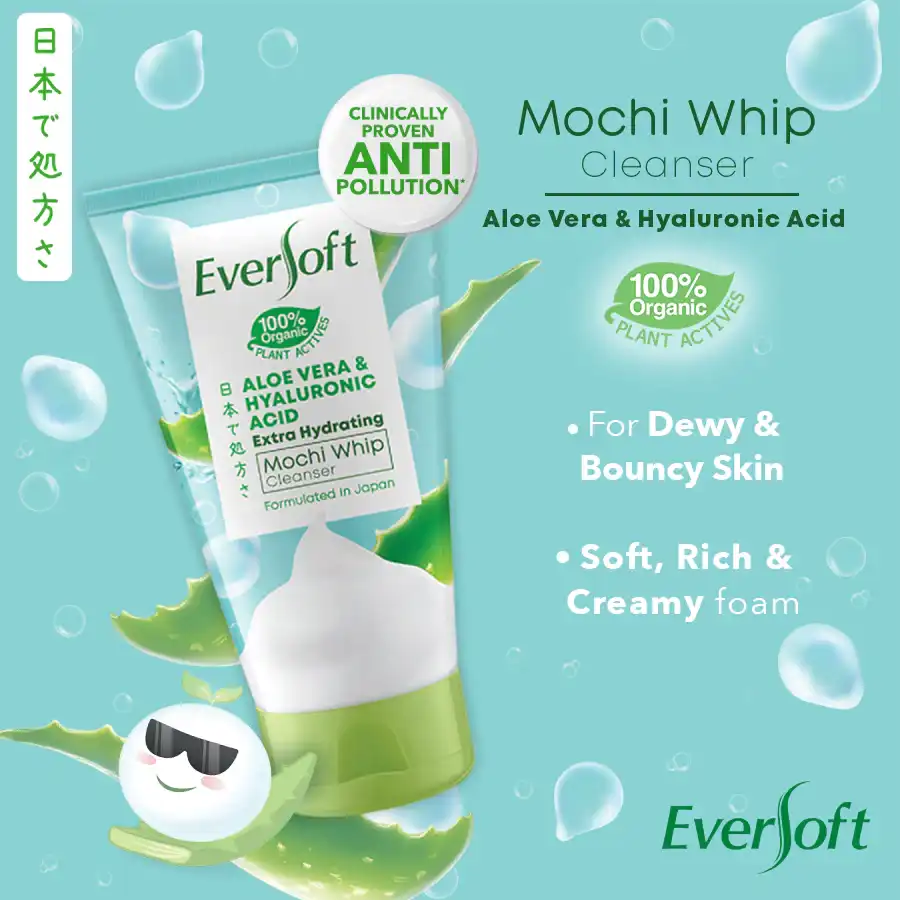 日本で処方さ
CLINICALLY
PROVEN
ANTI
POLLUTION*
Mochi Whip
Cleanser
Aloe Vera & Hyaluronic Acid
100%
Organic
PLANT ACTIVES
• For Dewy &
Bouncy Skin
• Soft, Rich &
Creamy foam
EverSoft
100%
Organic
PLANT ACTIVES
日本で処方さ
ALOE VERA &
HYALURONIC
ACID
Extra Hydrating
Mochi Whip
Cleanser
Formulated in Japan
EverSoft